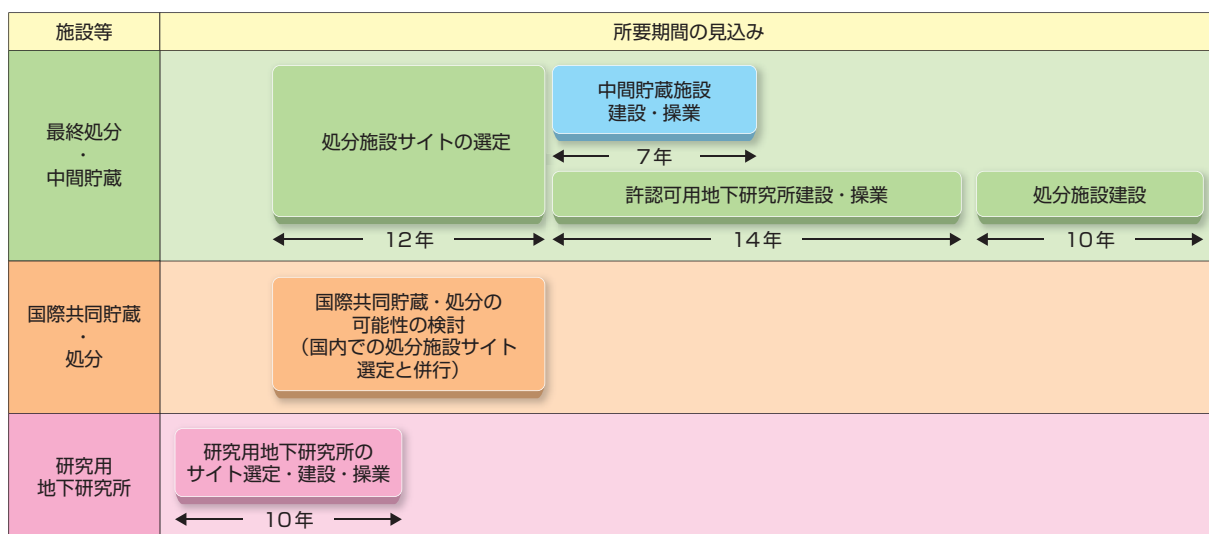 施設等
所要期間の見込み
最終処分
・
中間貯蔵
処分施設サイトの選定
中間貯蔵施設
建設・操業
7年
許認可用地下研究所建設・操業
処分施設建設
12年
14年
10年
国際共同貯蔵
・
処分
国際共同貯蔵・処分の
可能性の検討
（国内での処分施設サイト
選定と併行）
研究用
地下研究所
研究用地下研究所の
サイト選定・建設・操業
10年